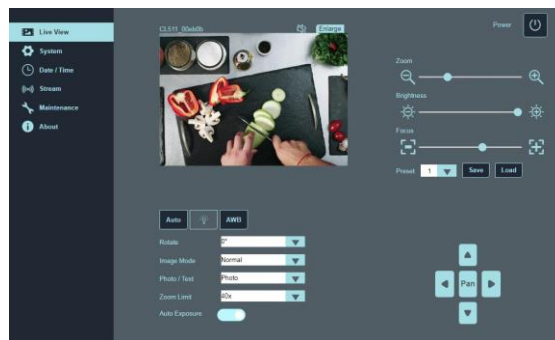 Live View
System
Date / Time
Stream
Maintenance
About
CL511_00eb0b
Enlarge
Power
Zoom
Brightness
Focus
Preset 1 Save Load
Auto AWB
Rotate 0°
Image Mode Normal
Photo / Text Photo
Zoom Limit 40x
Auto Exposure
Pan